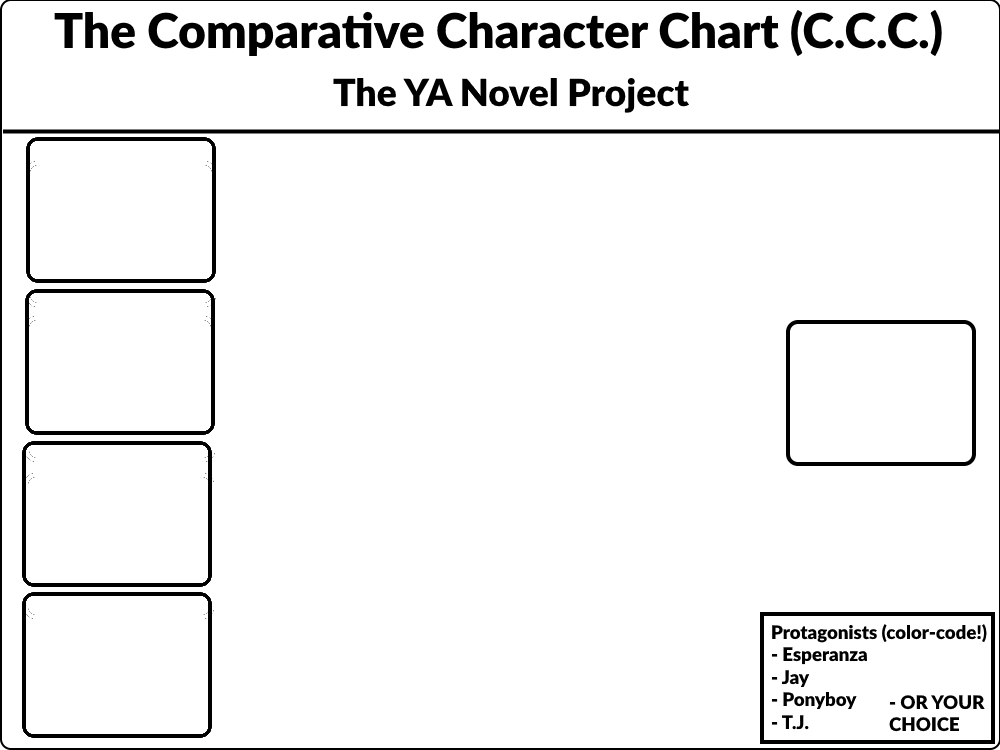 The Comparative Character Chart (C.C.C.)
The YA Novel Project
Protagonists (color-code!)
- Esperanza
- Jay
- Ponyboy
- T.J.
- OR YOUR
CHOICE